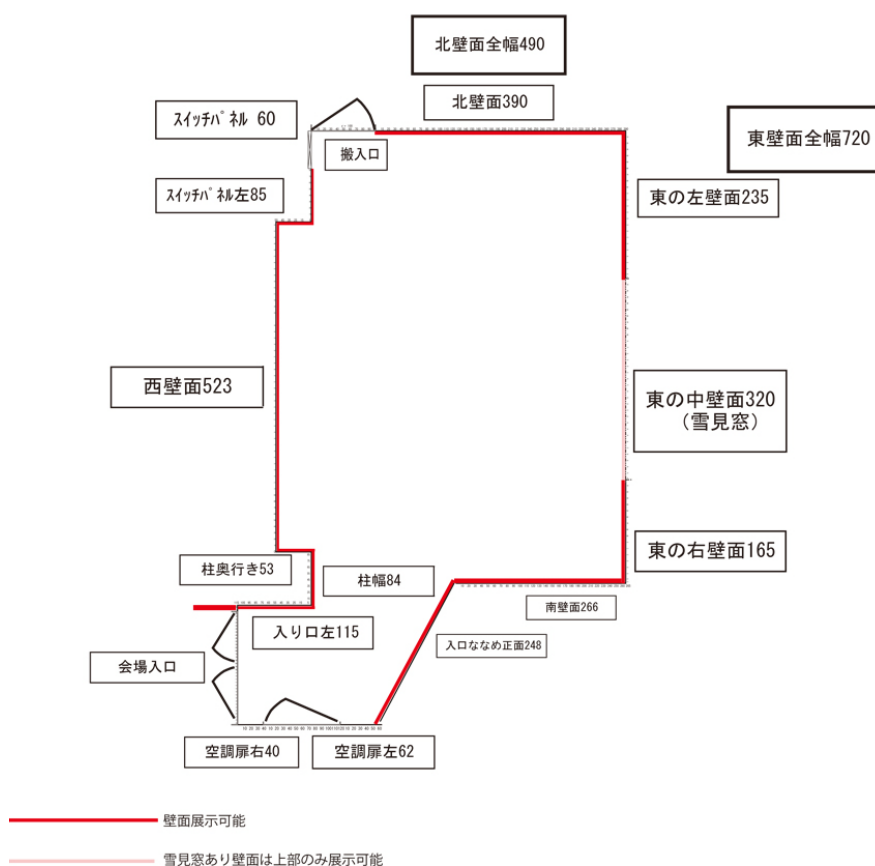 北壁面全幅490
北壁面390
スイッチパネル 60
東壁面全幅720
搬入口
スイッチパネル左85
東の左壁面235
西壁面523
東の中壁面320
（雪見窓）
東の右壁面165
柱奥行き53
柱幅84
南壁面266
入り口左115
入口ななめ正面248
会場入口
空調扉右40
空調扉左62
壁面展示可能
雪見窓あり壁面は上部のみ展示可能